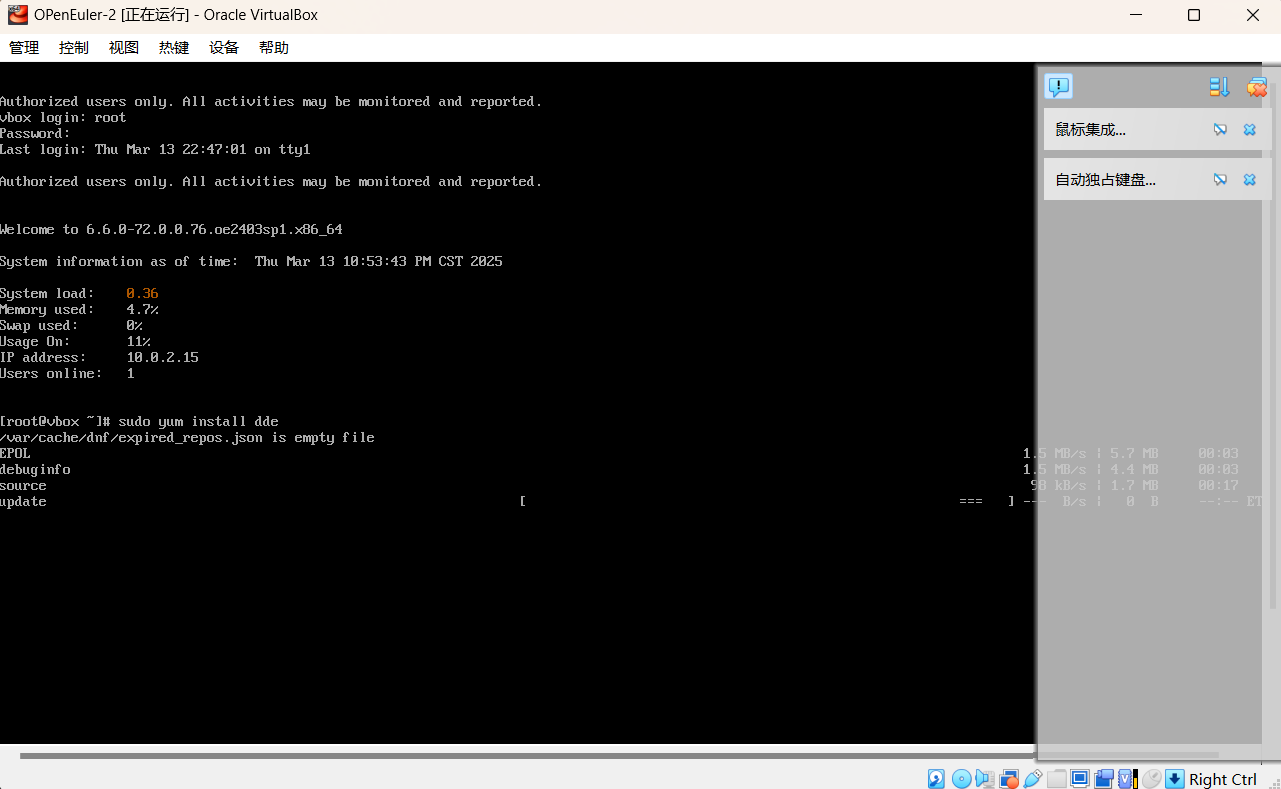 OPenEuler-2 [正在运行] - Oracle VirtualBox
管理 控制 视图 热键 设备 帮助
Authorized users only. All activities may be monitored and reported.
vbox login: root
Password:
Last login: Thu Mar 13 22:47:01 on tty1
Authorized users only. All activities may be monitored and reported.
Welcome to 6.6.0-72.0.0.76.oe2403sp1.x86_64
System information as of time:  Thu Mar 13 10:53:43 PM CST 2025
System load:    0.36
Memory used:    4.7%
Swap used:      0%
Usage On:       11%
IP address:     10.0.2.15
Users online:   1
[root@vbox ~]# sudo yum install dde
/var/cache/dnf/expired_repos.json is empty file
EPOL 1.5 MB/s | 5.7 MB 00:03
debuginfo 1.5 MB/s | 4.4 MB 00:03
source 98 kB/s | 1.7 MB 00:17
update [ === ] --- B/s | 0 B --:-- ET
鼠标集成...
自动独占键盘...
Right Ctrl